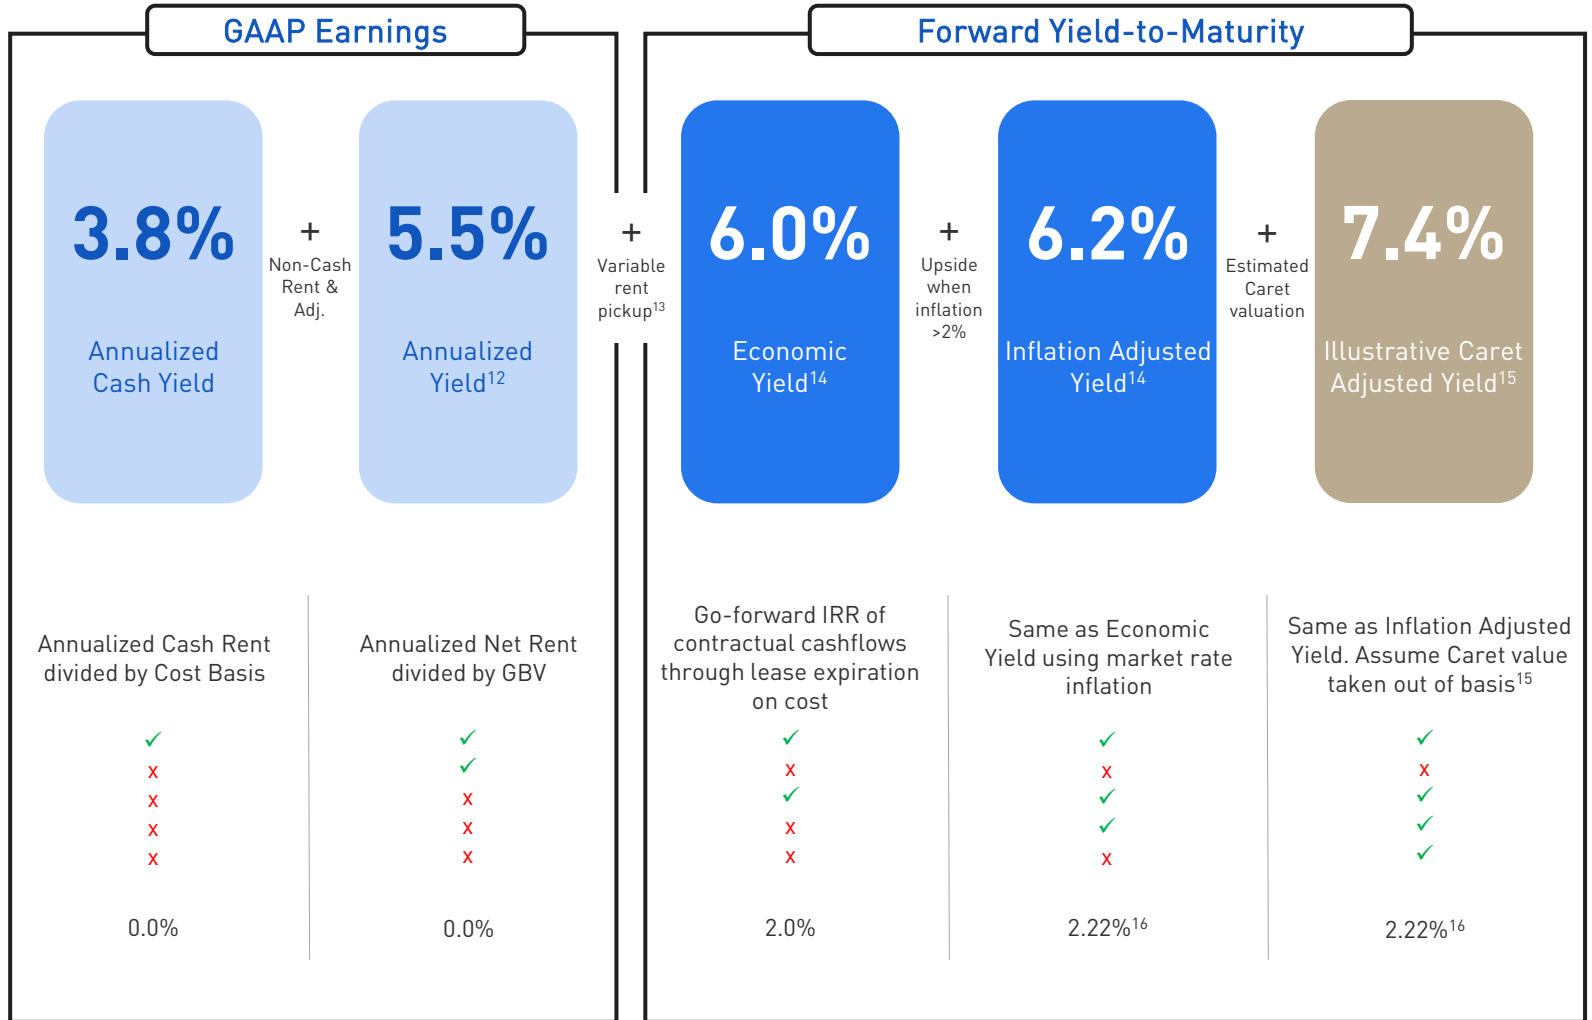 GAAP Earnings
Forward Yield-to-Maturity
3.8%
Annualized
Cash Yield
+
Non-Cash
Rent &
Adj.
5.5%
Annualized
Yield12
+
Variable
rent
pickup13
6.0%
Economic
Yield14
+
Upside
when
inflation
>2%
6.2%
Inflation Adjusted
Yield14
+
Estimated
Caret
valuation
7.4%
Illustrative Caret
Adjusted Yield15
Annualized Cash Rent
divided by Cost Basis
Annualized Net Rent
divided by GBV
Go-forward IRR of
contractual cashflows
through lease expiration
on cost
Same as Economic
Yield using market rate
inflation
Same as Inflation Adjusted
Yield. Assume Caret value
taken out of basis15
✓ ✓ ✓ ✓ ✓
x ✓ x x x
x x ✓ ✓ ✓
x x x ✓ ✓
x x x x ✓
0.0% 0.0% 2.0% 2.22%16 2.22%16